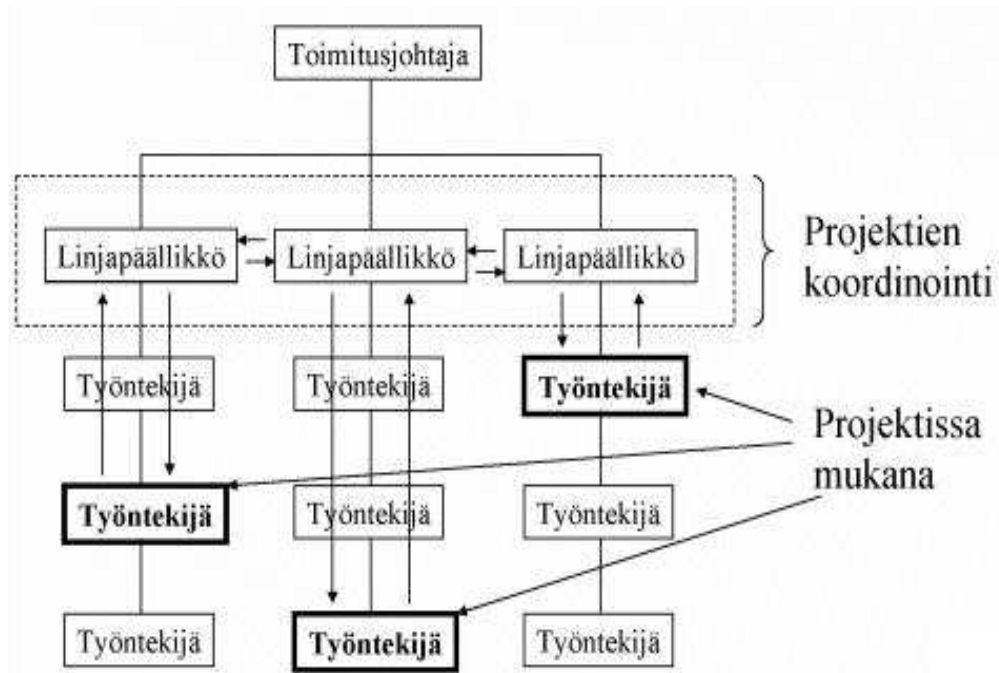 Toimitusjohtaja
Linjapäällikkö
Linjapäällikkö
Linjapäällikkö
Projektien
koordinointi
Työntekijä
Työntekijä
Työntekijä
Projektissa
mukana
Työntekijä
Työntekijä
Työntekijä
Työntekijä
Työntekijä
Työntekijä